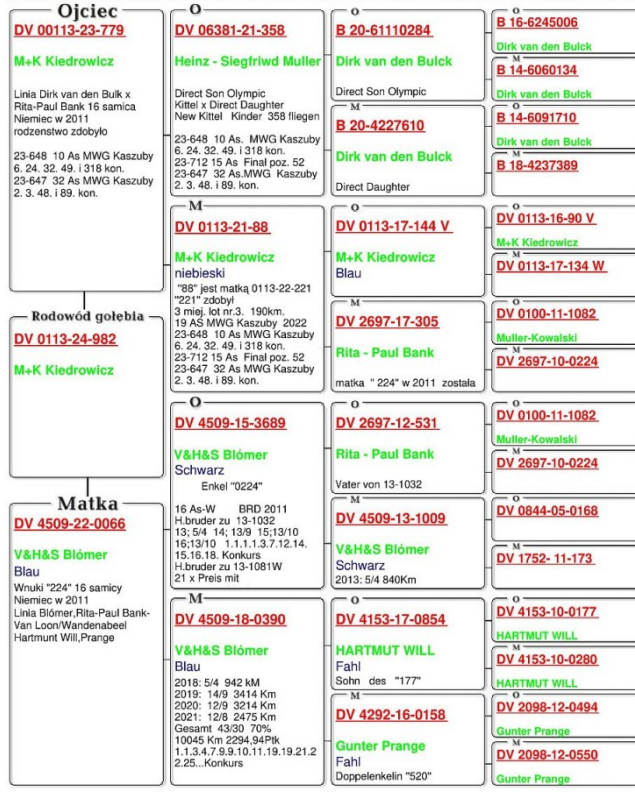 Ojciec
DV 00113-23-779
M+K Kiedrowicz
Linia Dirk van den Bulk x
Rita-Paul Bank 16 samica
Niemiec w 2011
rodzenstwo zdobyło
23-648 10 As. MWG Kaszuby
6. 24. 32. 49. i 318 kon.
23-712 15 As Final poz. 52
23-647 32 As MWG Kaszuby
2. 3. 48. i 89. kon.
Rodowód gołębia
DV 0113-24-982
M+K Kiedrowicz
Matka
DV 4509-22-0066
V&H&S Blómer
Blau
Wnuki "224" 16 samicy
Niemiec w 2011
Linia Blómer,Rita-Paul Bank-
Van Loon/Wandenabeel
Hartmunt Will,Prange
O
DV 06381-21-358
Heinz - Siegfriwd Muller
Direct Son Olympic
Kittel x Direct Daughter
New Kittel Kinder 358 fliegen
23-648 10 As. MWG Kaszuby
6. 24. 32. 49. i 318 kon.
23-712 15 As Final poz. 52
23-647 32 As.MWG Kaszuby
2. 3. 48. i 89. kon.
M
DV 0113-21-88
M+K Kiedrowicz
niebieski
"88" jest matką 0113-22-221
"221" zdobył
3 miej. lot nr.3. 190km.
19 AS MWG Kaszuby 2022
23-648 10 As MWG Kaszuby
6. 24. 32. 49. i 318 kon.
23-712 15 As Final poz. 52
23-647 32 As MWG Kaszuby
2. 3. 48. i 89. kon.
O
DV 4509-15-3689
V&H&S Blómer
Schwarz
Enkel "0224"
16 As-W BRD 2011
H.bruder zu 13-1032
13; 5/4 14; 13/9 15;13/10
16;13/10 1.1.1.1.3.7.12.14.
15.16.18. Konkurs
H.bruder zu 13-1081W
21 x Preis mit
M
DV 4509-18-0390
V&H&S Blómer
Blau
2018: 5/4 942 kM
2019: 14/9 3414 Km
2020: 12/9 3214 Km
2021: 12/8 2475 Km
Gesamt 43/30 70%
10045 Km 2294,94Ptk
1.1.3.4.7.9.9.10.11.19.19.21.2
2.25...Konkurs
O
B 20-61110284
Dirk van den Bulck
Direct Son Olympic
M
B 20-4227610
Dirk van den Bulck
Direct Daughter
O
DV 0113-17-144 V
M+K Kiedrowicz
Blau
M
DV 2697-17-305
Rita - Paul Bank
matka " 224" w 2011 została
O
DV 2697-12-531
Rita - Paul Bank
Vater von 13-1032
M
DV 4509-13-1009
V&H&S Blómer
Schwarz
2013: 5/4 840Km
O
DV 4153-17-0854
HARTMUT WILL
Fahl
Sohn des "177"
M
DV 4292-16-0158
Gunter Prange
Fahl
Doppelenkelin "520"
O
B 16-6245006
Dirk van den Bulck
M
B 14-6060134
Dirk van den Bulck
O
B 14-6091710
Dirk van den Bulck
M
B 18-4237389
O
DV 0113-16-90 V
M+K Kiedrowicz
M
DV 0113-17-134 W
O
DV 0100-11-1082
Muller-Kowalski
M
DV 2697-10-0224
O
DV 0100-11-1082
Muller-Kowalski
M
DV 2697-10-0224
O
DV 0844-05-0168
M
DV 1752- 11-173
O
DV 4153-10-0177
HARTMUT WILL
M
DV 4153-10-0280
HARTMUT WILL
O
DV 2098-12-0494
Gunter Prange
M
DV 2098-12-0550
Gunter Prange